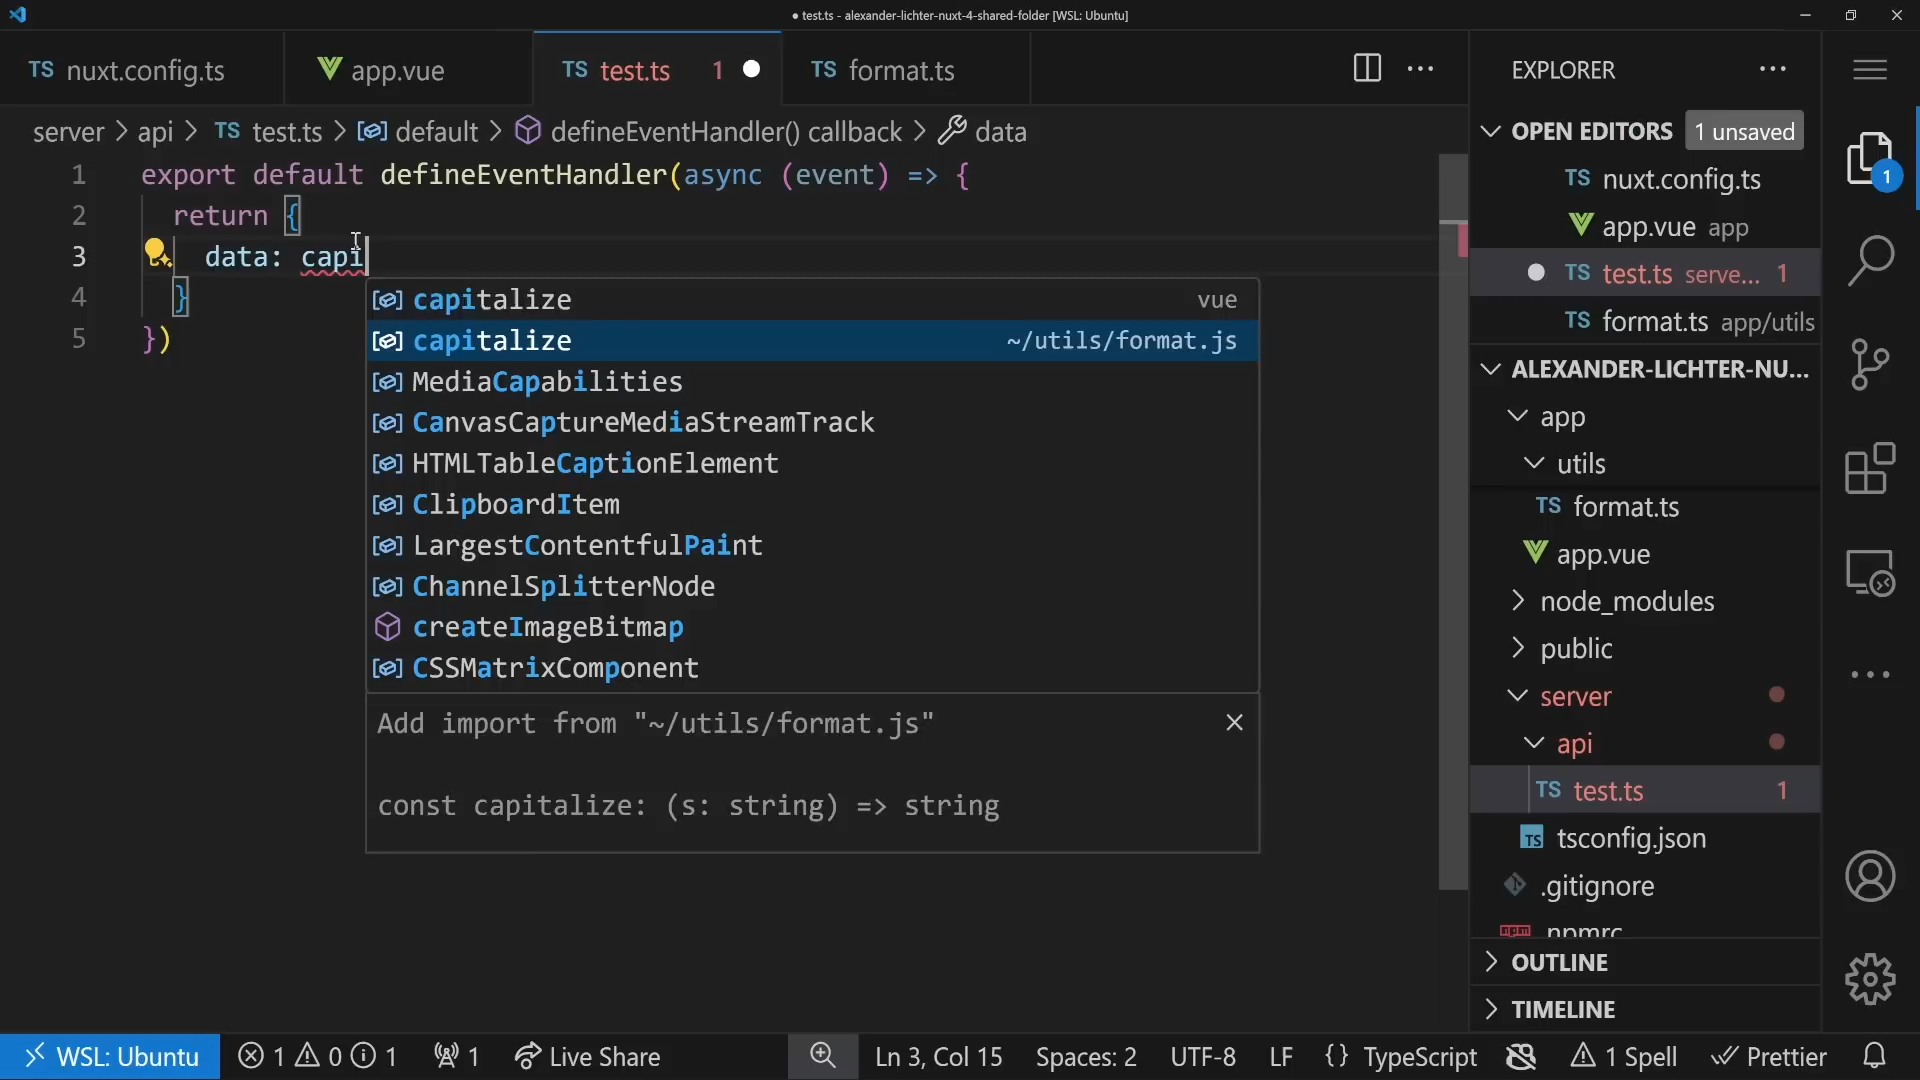 ● test.ts - alexander-lichter-nuxt-4-shared-folder [WSL: Ubuntu]
TS nuxt.config.ts
app.vue
TS test.ts 1
TS format.ts
server > api > TS test.ts > default > defineEventHandler() callback > data
1 export default defineEventHandler(async (event) => {
2 return {
3 data: capi
4 }
5 })
capitalize vue
capitalize ~/utils/format.js
MediaCapabilities
CanvasCaptureMediaStreamTrack
HTMLTableCaptionElement
ClipboardItem
LargestContentfulPaint
ChannelSplitterNode
createImageBitmap
CSSMatrixComponent
Add import from "~/utils/format.js"
const capitalize: (s: string) => string
EXPLORER
OPEN EDITORS 1 unsaved
TS nuxt.config.ts
app.vue app
TS test.ts serve... 1
TS format.ts app/utils
ALEXANDER-LICHTER-NU...
app
utils
TS format.ts
app.vue
node_modules
public
server
api
TS test.ts 1
TS tsconfig.json
.gitignore
npmrc
OUTLINE
TIMELINE
1
WSL: Ubuntu
1 0 1
1
Live Share
Ln 3, Col 15
Spaces: 2
UTF-8
LF
{ } TypeScript
1 Spell
Prettier